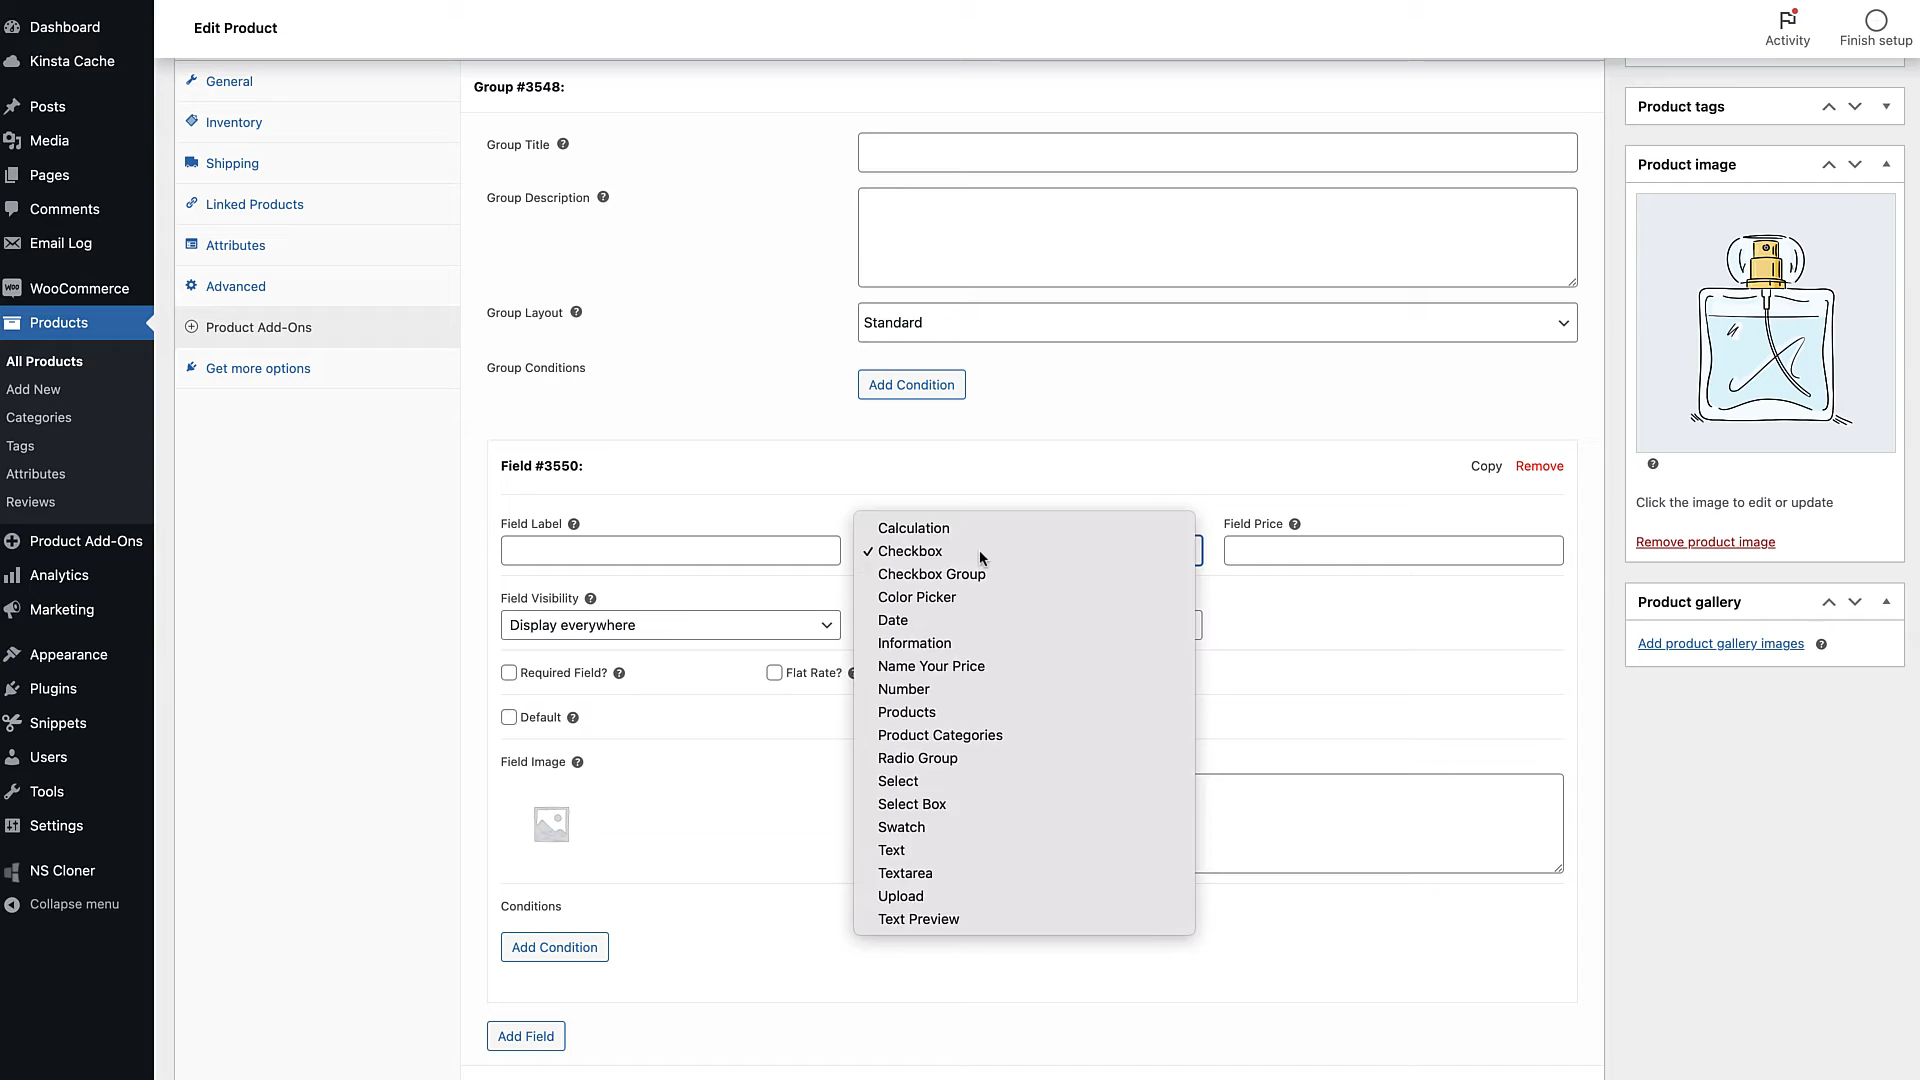 Edit Product
Activity
Finish setup
Dashboard
Kinsta Cache
Posts
Media
Pages
Comments
Email Log
WooCommerce
Products
All Products
Add New
Categories
Tags
Attributes
Reviews
Product Add-Ons
Analytics
Marketing
Appearance
Plugins
Snippets
Users
Tools
Settings
NS Cloner
Collapse menu
General
Inventory
Shipping
Linked Products
Attributes
Advanced
Product Add-Ons
Get more options
Group #3548:
Group Title
Group Description
Group Layout
Standard
Group Conditions
Add Condition
Field #3550:
Copy Remove
Field Label
Field Price
Field Visibility
Display everywhere
Required Field?
Flat Rate?
Default
Field Image
Conditions
Add Condition
Add Field
Calculation
✓ Checkbox
Checkbox Group
Color Picker
Date
Information
Name Your Price
Number
Products
Product Categories
Radio Group
Select
Select Box
Swatch
Text
Textarea
Upload
Text Preview
Product tags
Product image
Click the image to edit or update
Remove product image
Product gallery
Add product gallery images